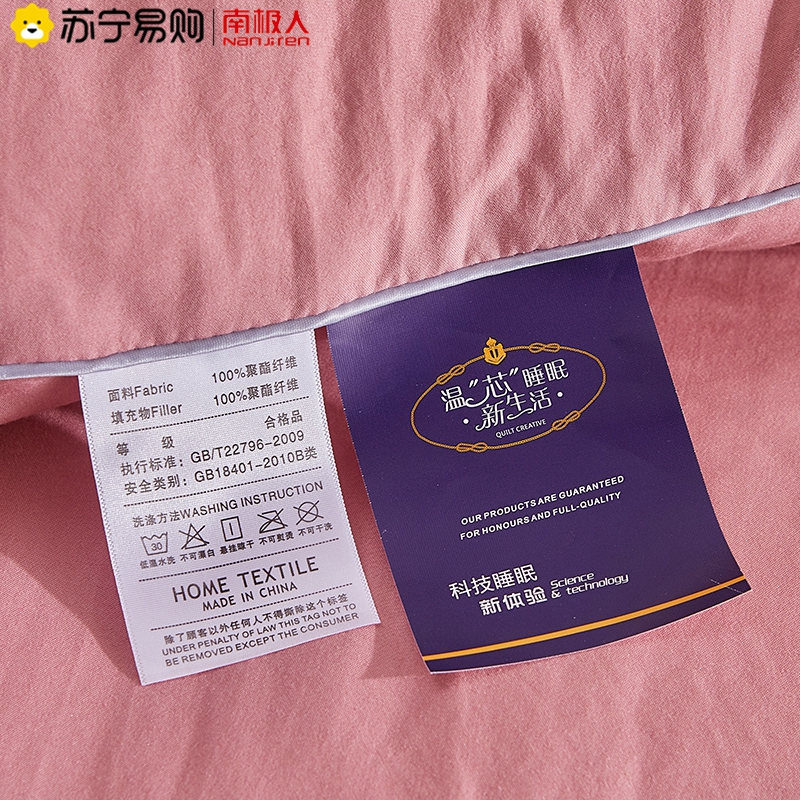 苏宁易购
南极人
Nanjiren
面料Fabric 100%聚酯纤维
填充物Filler 100%聚酯纤维
等 级 合格品
执行标准: GB/T22796-2009
安全类别: GB18401-2010B类
洗涤方法WASHING INSTRUCTION
30
低温水洗 不可漂白 悬挂晾干 不可熨烫 不可干洗
HOME TEXTILE
MADE IN CHINA
除了顾客以外任何人不得撕除这个标签
UNDER PENALTY OF LAW THIS TAG NOT TO
BE REMOVED EXCEPT THE CONSUMER
温“芯”睡眠
·新生活·
QUILT CREATIVE
OUR PRODUCTS ARE GUARANTEED
FOR HONOURS AND FULL-QUALITY
科技睡眠
新体验
Science
& technology